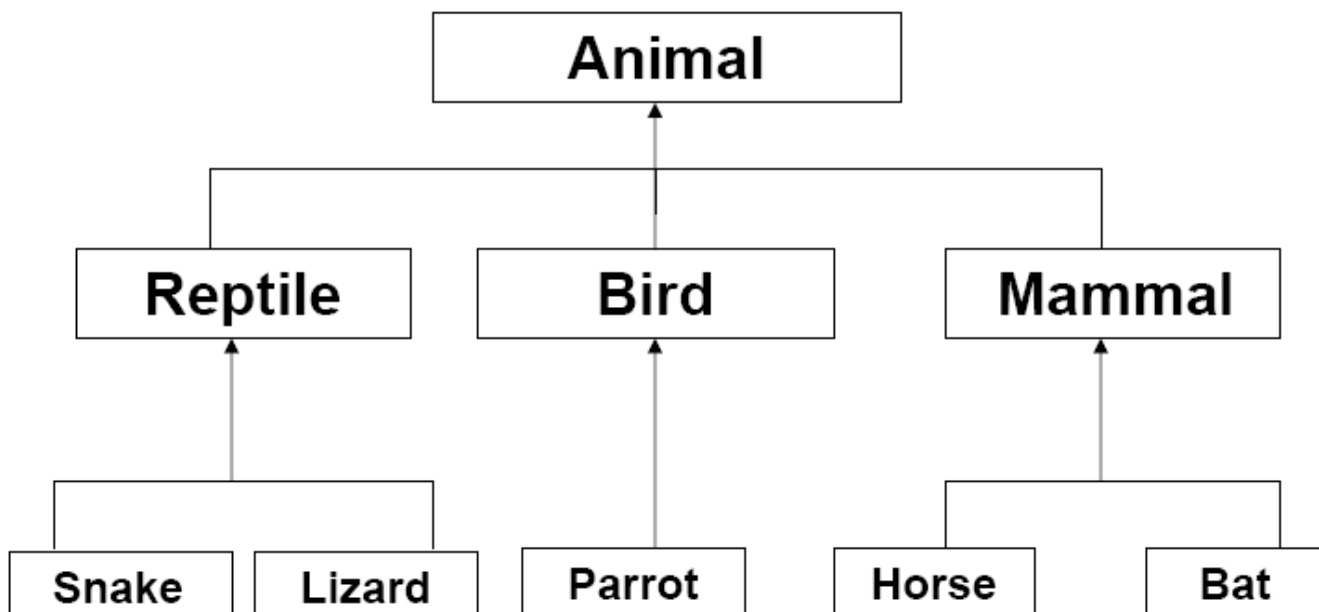 Animal
Reptile
Bird
Mammal
Snake
Lizard
Parrot
Horse
Bat